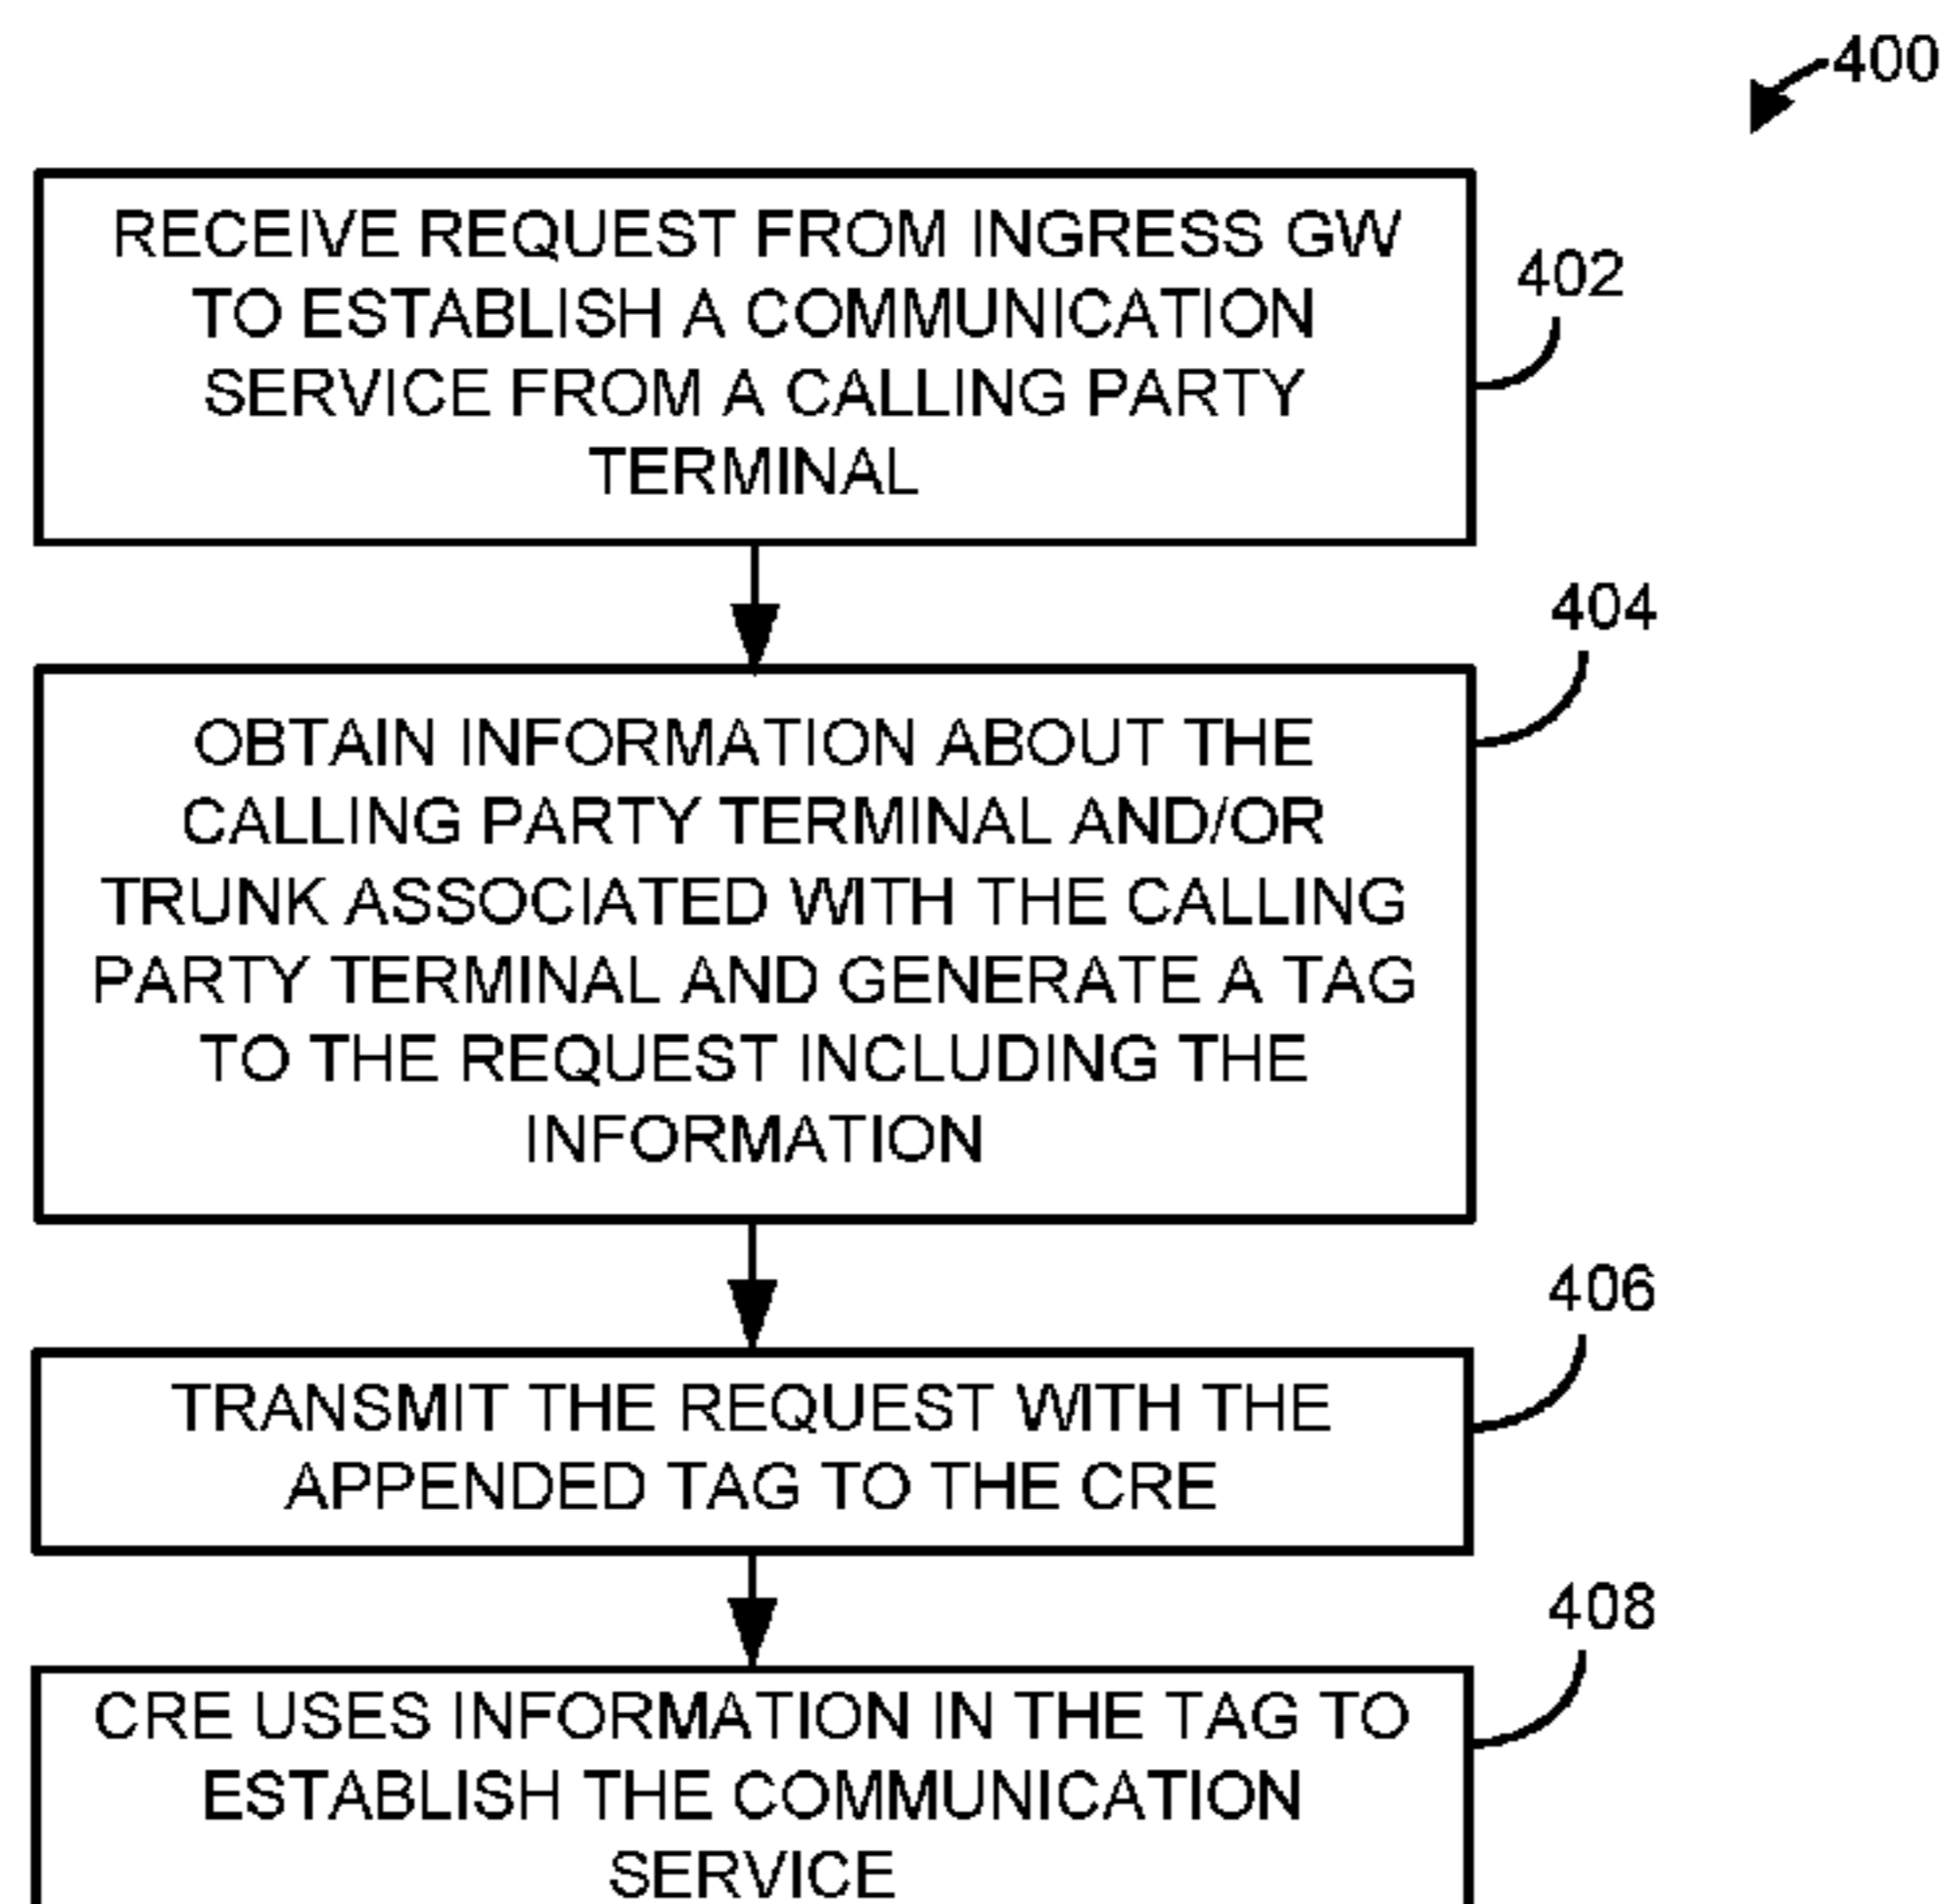 400
RECEIVE REQUEST FROM INGRESS GW
TO ESTABLISH A COMMUNICATION
SERVICE FROM A CALLING PARTY
TERMINAL
402
OBTAIN INFORMATION ABOUT THE
CALLING PARTY TERMINAL AND/OR
TRUNK ASSOCIATED WITH THE CALLING
PARTY TERMINAL AND GENERATE A TAG
TO THE REQUEST INCLUDING THE
INFORMATION
404
TRANSMIT THE REQUEST WITH THE
APPENDED TAG TO THE CRE
406
CRE USES INFORMATION IN THE TAG TO
ESTABLISH THE COMMUNICATION
SERVICE
408